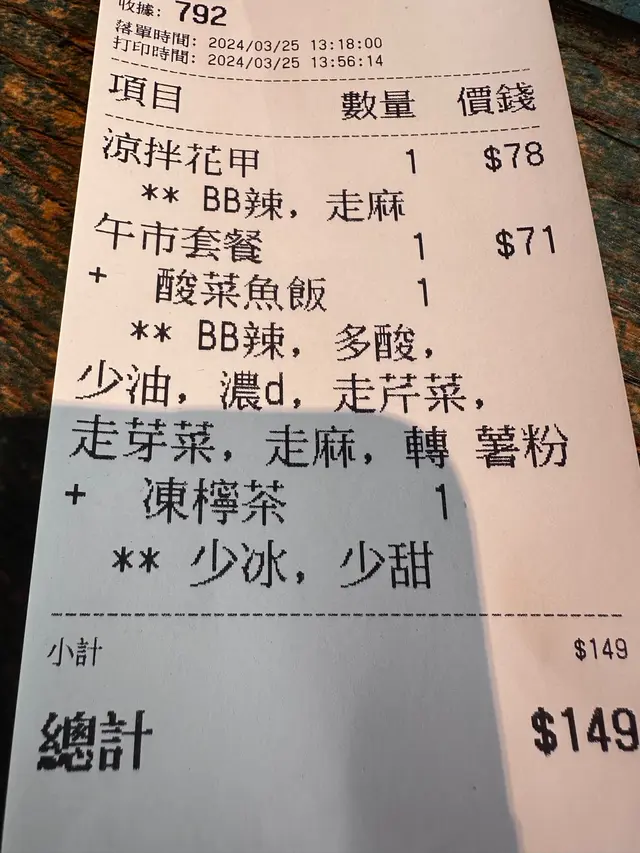 收據: 792
落單時間: 2024/03/25 13:18:00
打印時間: 2024/03/25 13:56:14
項目 數量 價錢
涼拌花甲 1 $78
** BB辣, 走麻
午市套餐 1 $71
+ 酸菜魚飯 1
** BB辣, 多酸,
少油, 濃d, 走芹菜,
走芽菜, 走麻, 轉 薯粉
+ 凍檸茶 1
** 少冰, 少甜
小計 $149
總計 $149